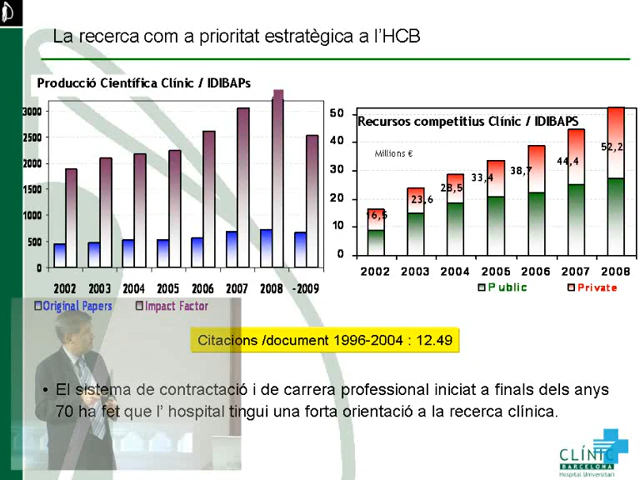 La recerca com a prioritat estratègica a l'HCB
Producció Científica Clínic / IDIBAPs
3000
2500
2000
1500
1000
500
0
2002 2003 2004 2005 2006 2007 2008 -2009
Original Papers Impact Factor
Recursos competitius Clínic / IDIBAPS
Millions €
50
40
30
20
10
0
16,5 23,6 28,5 33,4 38,7 44,4 52,2
2002 2003 2004 2005 2006 2007 2008
Public Private
Citacions /document 1996-2004 : 12.49
• El sistema de contractació i de carrera professional iniciat a finals dels anys
70 ha fet que l' hospital tingui una forta orientació a la recerca clínica.
CLÍNIC
BARCELONA
Hospital Universitari